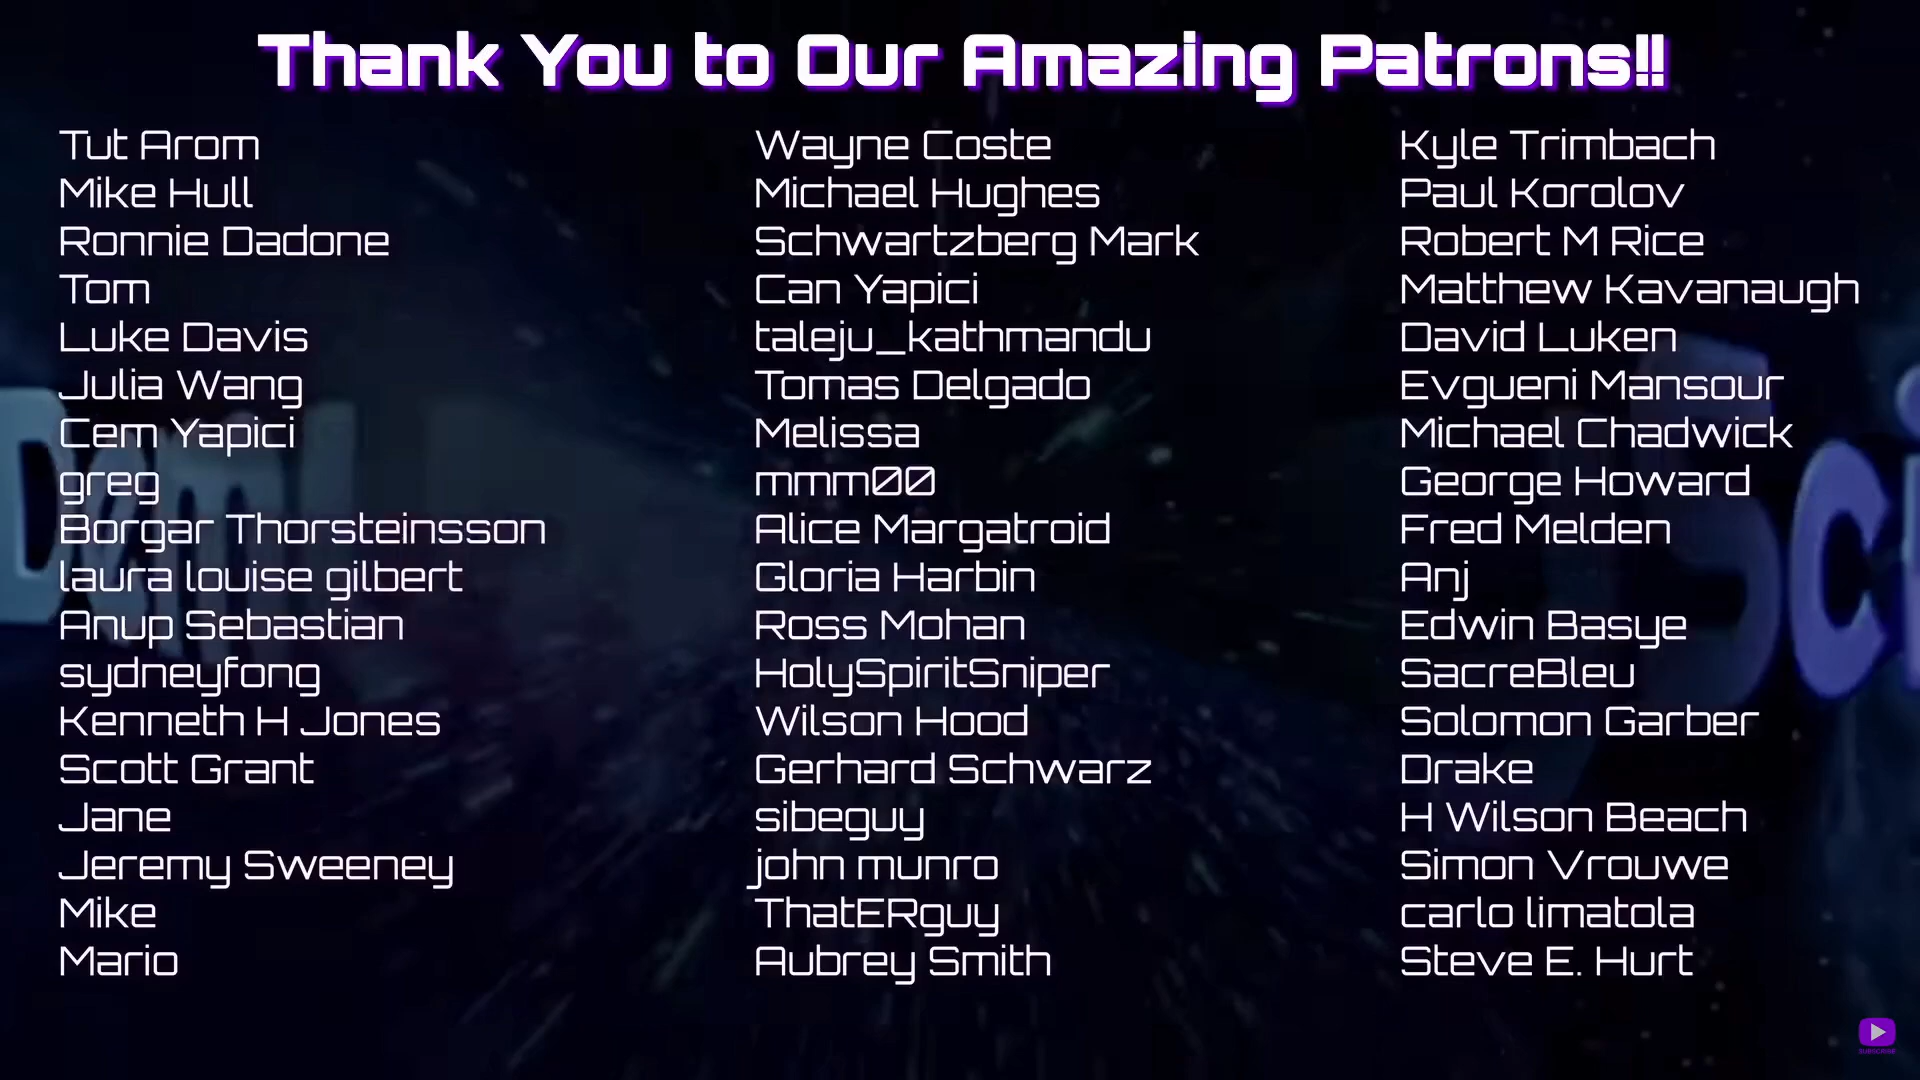 Thank You to Our Amazing Patrons!!
Tut Arom
Mike Hull
Ronnie Dadone
Tom
Luke Davis
Julia Wang
Cem Yapici
greg
Borgar Thorsteinsson
laura louise gilbert
Anup Sebastian
sydneyfong
Kenneth H Jones
Scott Grant
Jane
Jeremy Sweeney
Mike
Mario
Wayne Coste
Michael Hughes
Schwartzberg Mark
Can Yapici
taleju_kathmandu
Tomas Delgado
Melissa
mmm00
Alice Margatroid
Gloria Harbin
Ross Mohan
HolySpiritSniper
Wilson Hood
Gerhard Schwarz
sibeguy
john munro
ThatERguy
Aubrey Smith
Kyle Trimbach
Paul Korolov
Robert M Rice
Matthew Kavanaugh
David Luken
Evgueni Mansour
Michael Chadwick
George Howard
Fred Melden
Anj
Edwin Basye
SacreBleu
Solomon Garber
Drake
H Wilson Beach
Simon Vrouwe
carlo limatola
Steve E. Hurt
Sci
SUBSCRIBE